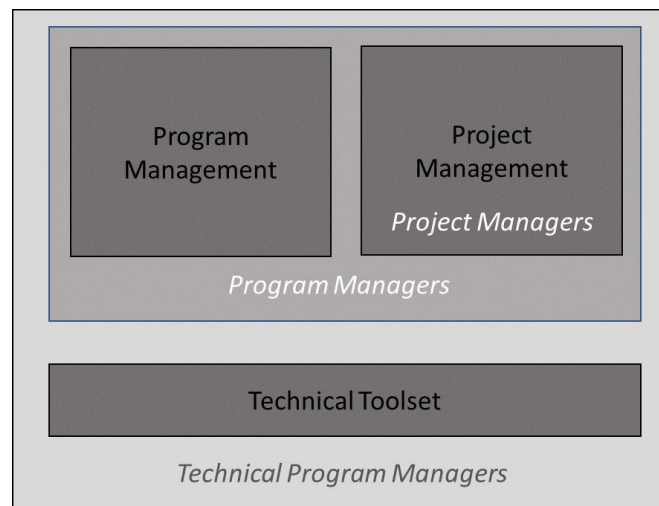 Program
Management
Project
Management
Project Managers
Program Managers
Technical Toolset
Technical Program Managers